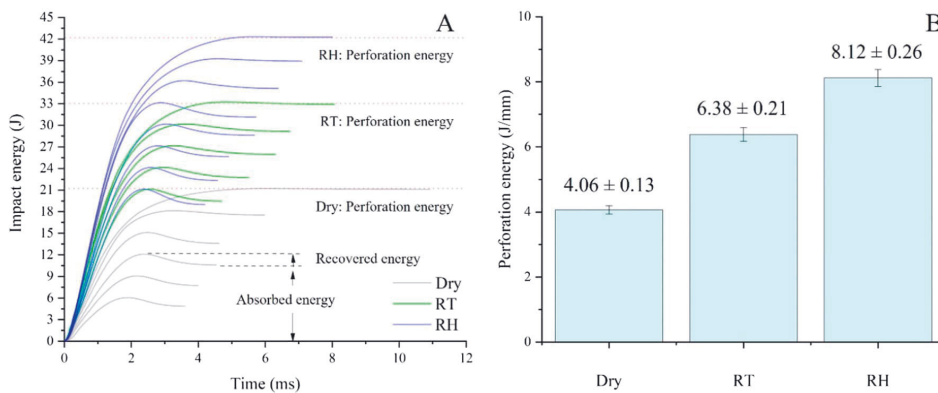 A
45
42
39
36
33
30
27
24
21
18
15
12
9
6
3
0
Impact energy (J)
RH: Perforation energy
RT: Perforation energy
Dry: Perforation energy
Recovered energy
Absorbed energy
Dry
RT
RH
0
2
4
6
8
10
12
Time (ms)
B
10
8
6
4
2
0
Perforation energy (J/mm)
4.06 ± 0.13
6.38 ± 0.21
8.12 ± 0.26
Dry
RT
RH